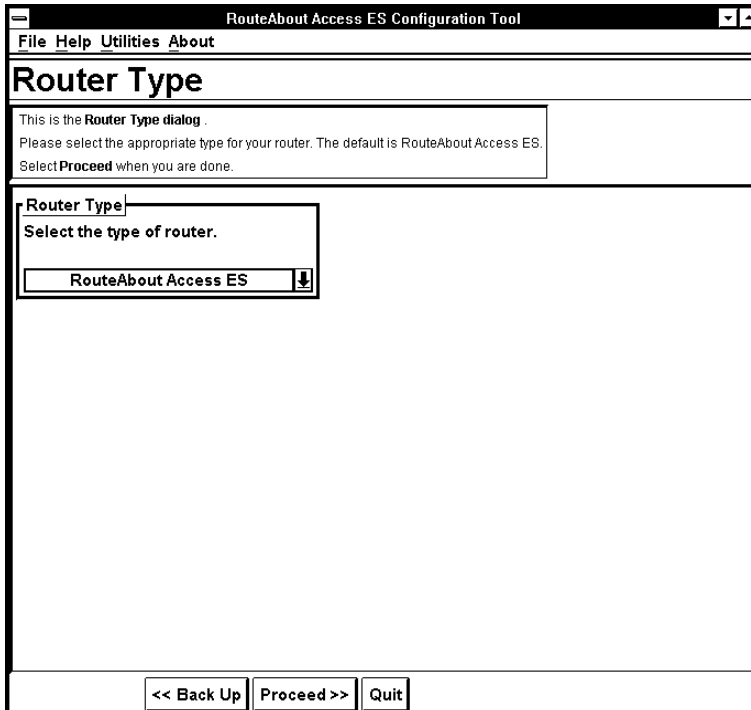 RouteAbout Access ES Configuration Tool
File Help Utilities About
Router Type
This is the Router Type dialog .
Please select the appropriate type for your router. The default is RouteAbout Access ES.
Select Proceed when you are done.
Router Type
Select the type of router.
RouteAbout Access ES
<< Back Up Proceed >> Quit